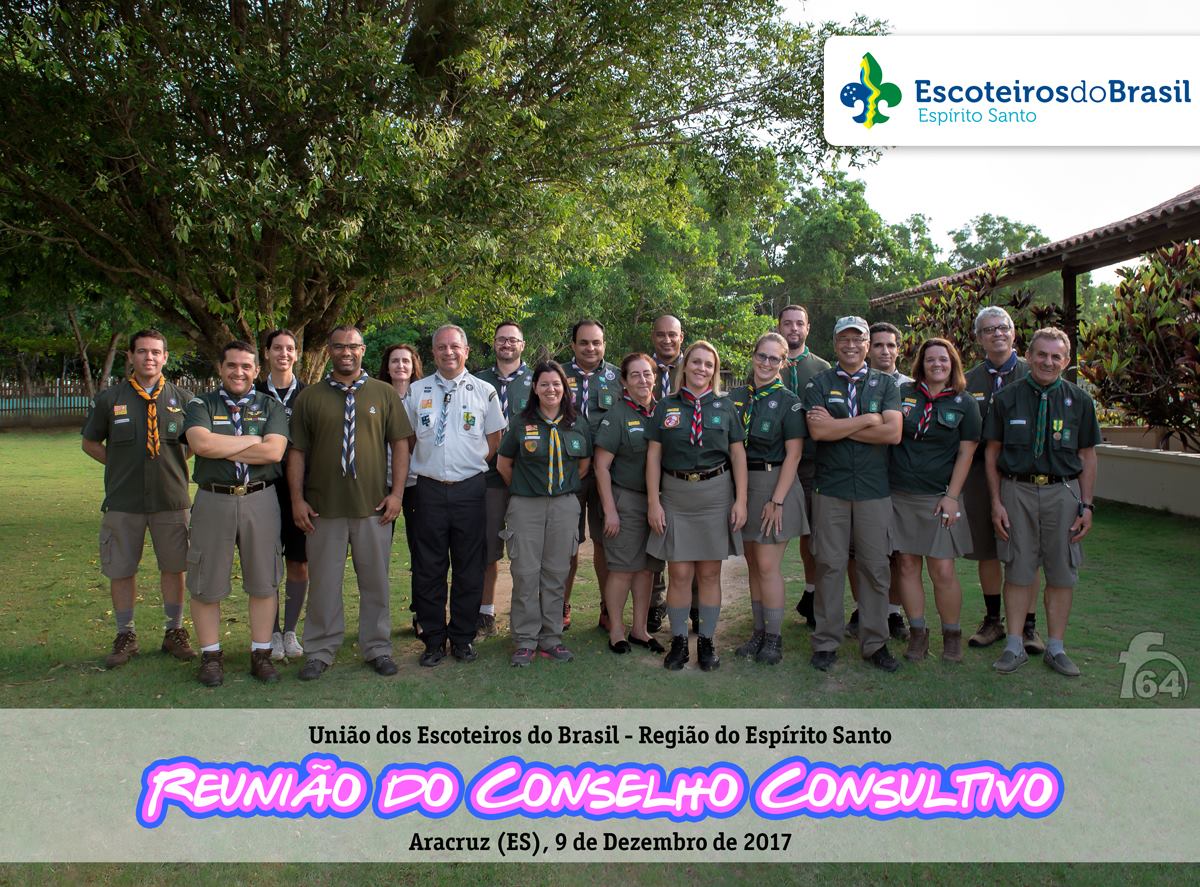 EscoteirosdoBrasil
Espírito Santo
f64
União dos Escoteiros do Brasil - Região do Espírito Santo
Reunião do Conselho Consultivo
Aracruz (ES), 9 de Dezembro de 2017